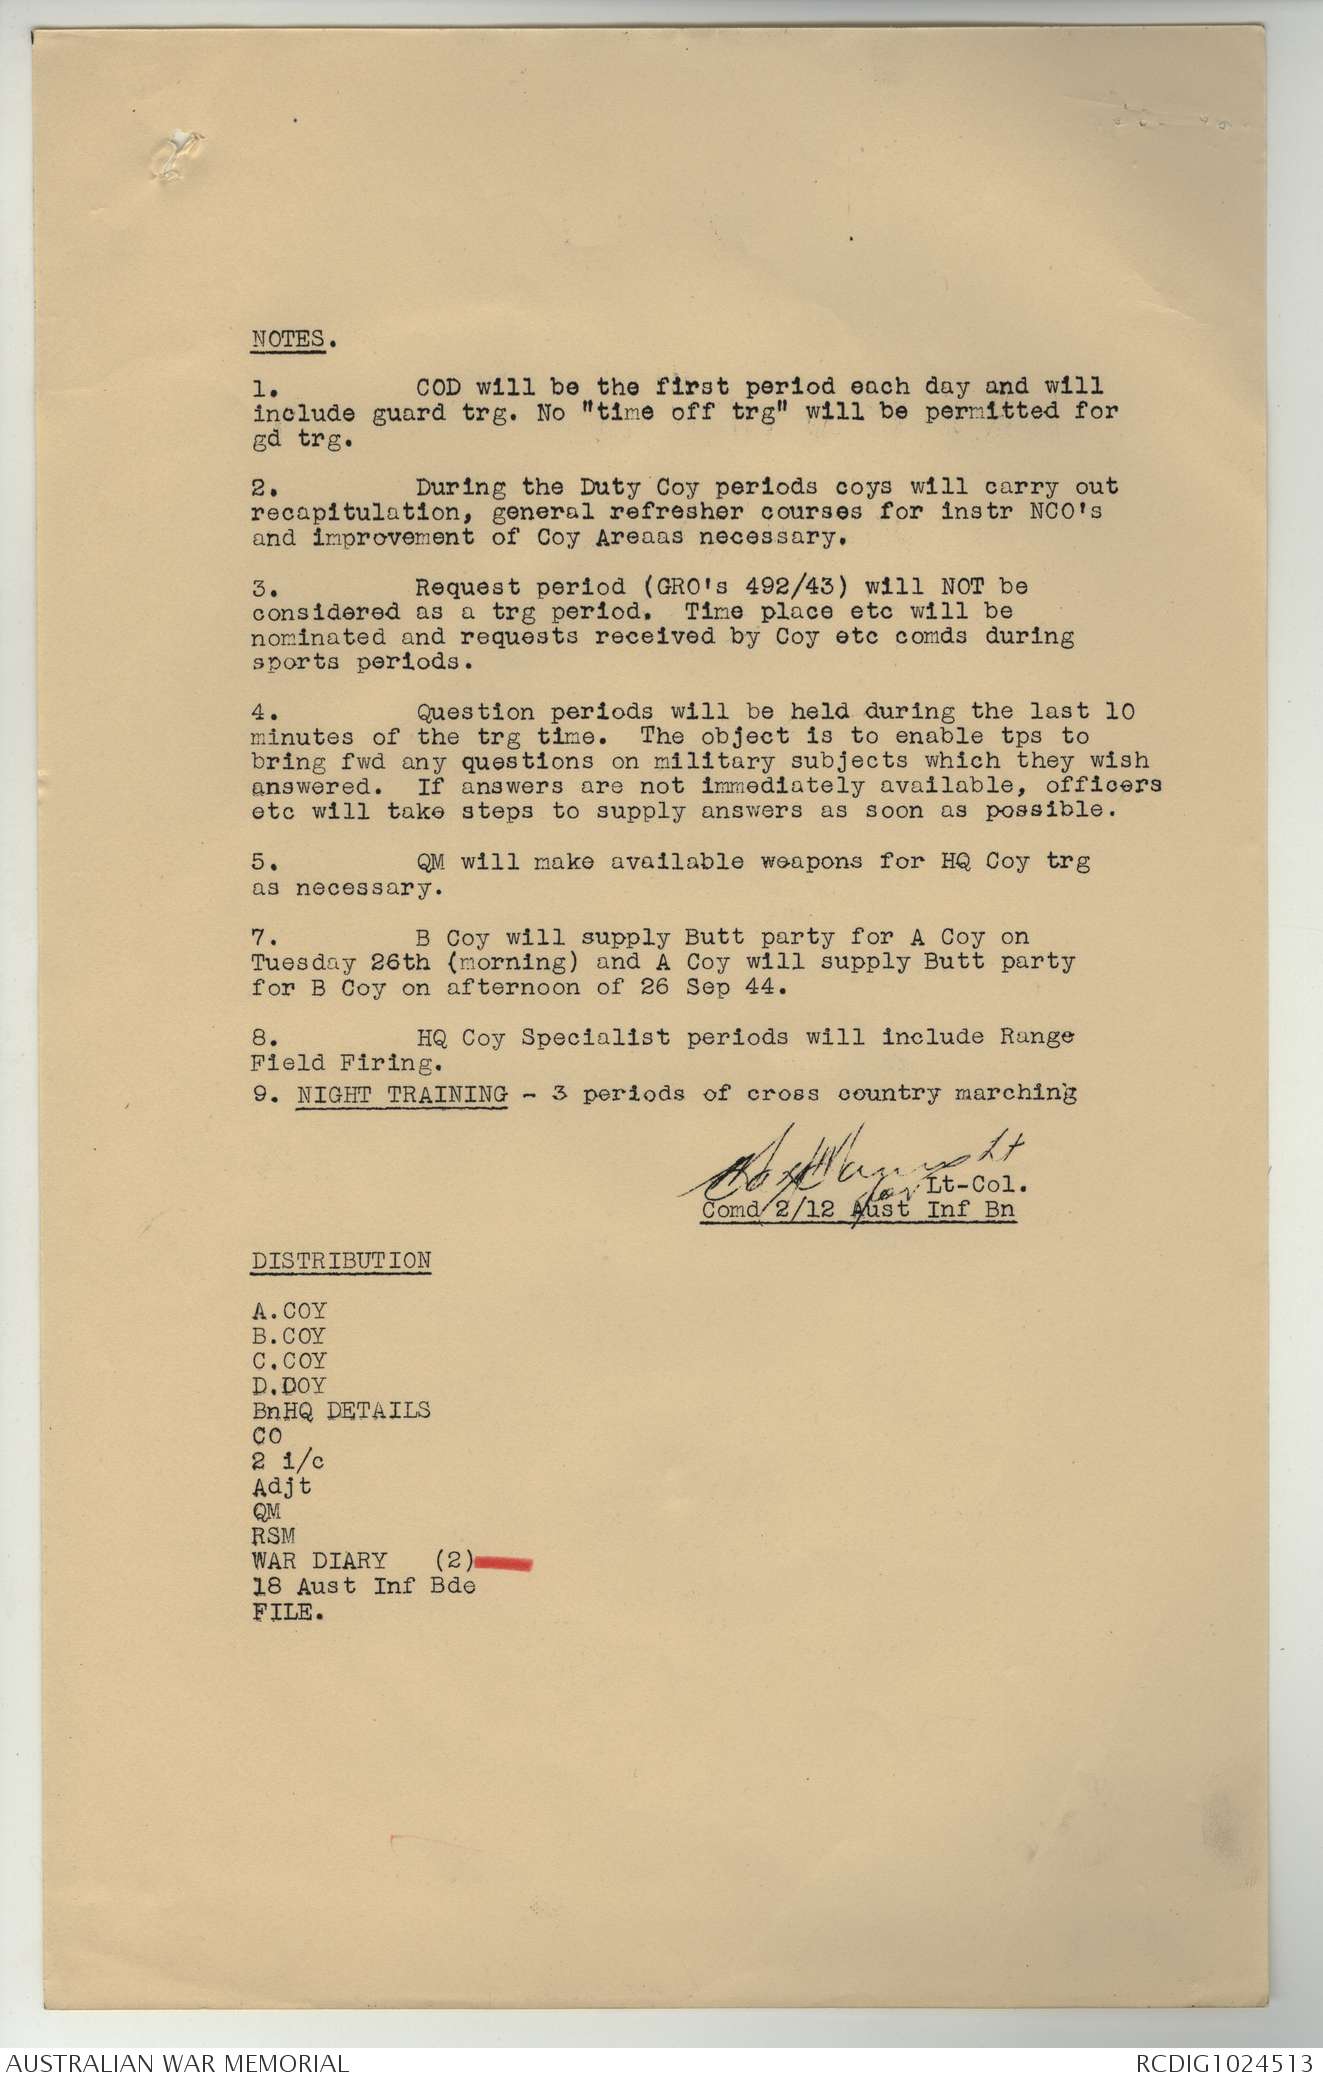 NOTES.
1. COD will be the first period each day and will
include guard trg. No "time off trg" will be permitted for
gd trg.
2. During the Duty Coy periods coys will carry out
recapitulation, general refresher courses for instr NCO's
and improvement of Coy Areaas necessary.
3. Request period (GRO's 492/43) will NOT be
considered as a trg period. Time place etc will be
nominated and requests received by Coy etc comds during
sports periods.
4. Question periods will be held during the last 10
minutes of the trg time. The object is to enable tps to
bring fwd any questions on military subjects which they wish
answered. If answers are not immediately available, officers
etc will take steps to supply answers as soon as possible.
5. QM will make available weapons for HQ Coy trg
as necessary.
7. B Coy will supply Butt party for A Coy on
Tuesday 26th (morning) and A Coy will supply Butt party
for B Coy on afternoon of 26 Sep 44.
8. HQ Coy Specialist periods will include Range
Field Firing.
9. NIGHT TRAINING - 3 periods of cross country marching
Lt
for Lt-Col.
Comd 2/12 Aust Inf Bn
DISTRIBUTION
A.COY
B.COY
C.COY
D.DOY
BnHQ DETAILS
CO
2 i/c
Adjt
QM
RSM
WAR DIARY (2)
18 Aust Inf Bde
FILE.
AUSTRALIAN WAR MEMORIAL
RCDIG1024513